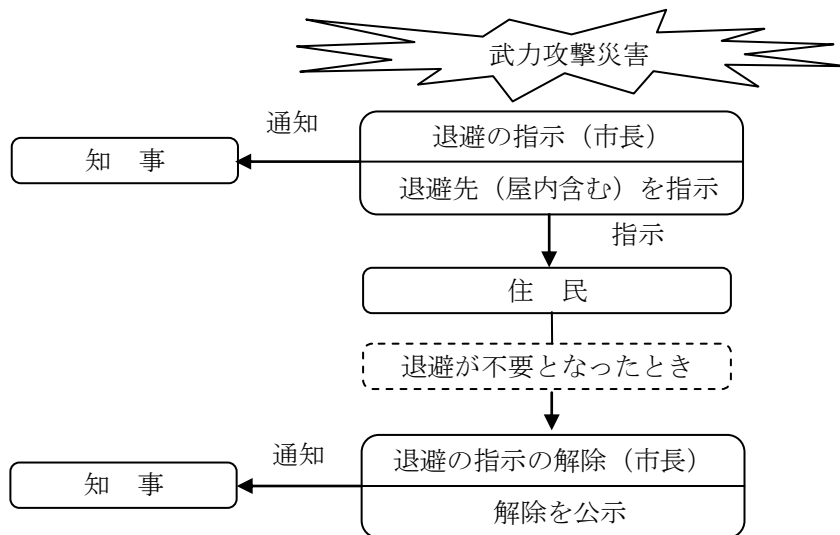 武力攻撃災害
通知
退避の指示（市長）
知　事
退避先（屋内含む）を指示
指示
住　民
退避が不要となったとき
通知
退避の指示の解除（市長）
知　事
解除を公示